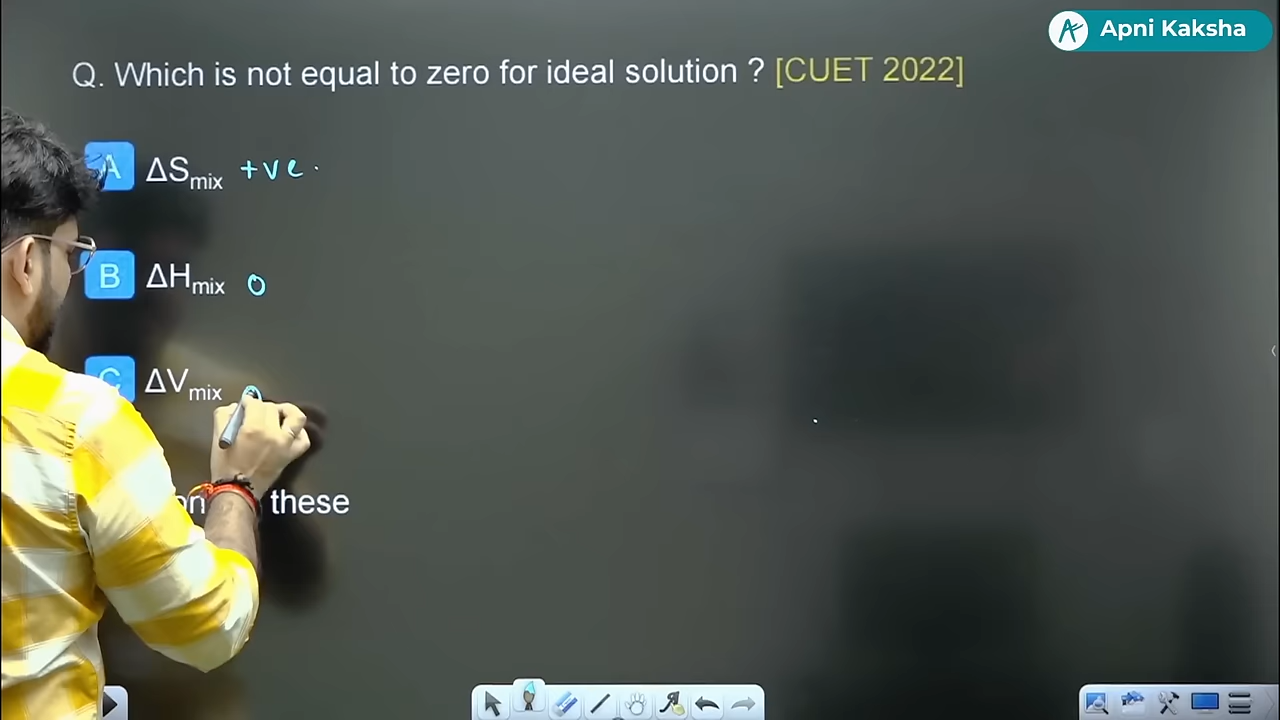 Apni Kaksha
Q. Which is not equal to zero for ideal solution ? [CUET 2022]
A ΔSmix +ve.
B ΔHmix 0
C ΔVmix 0
these